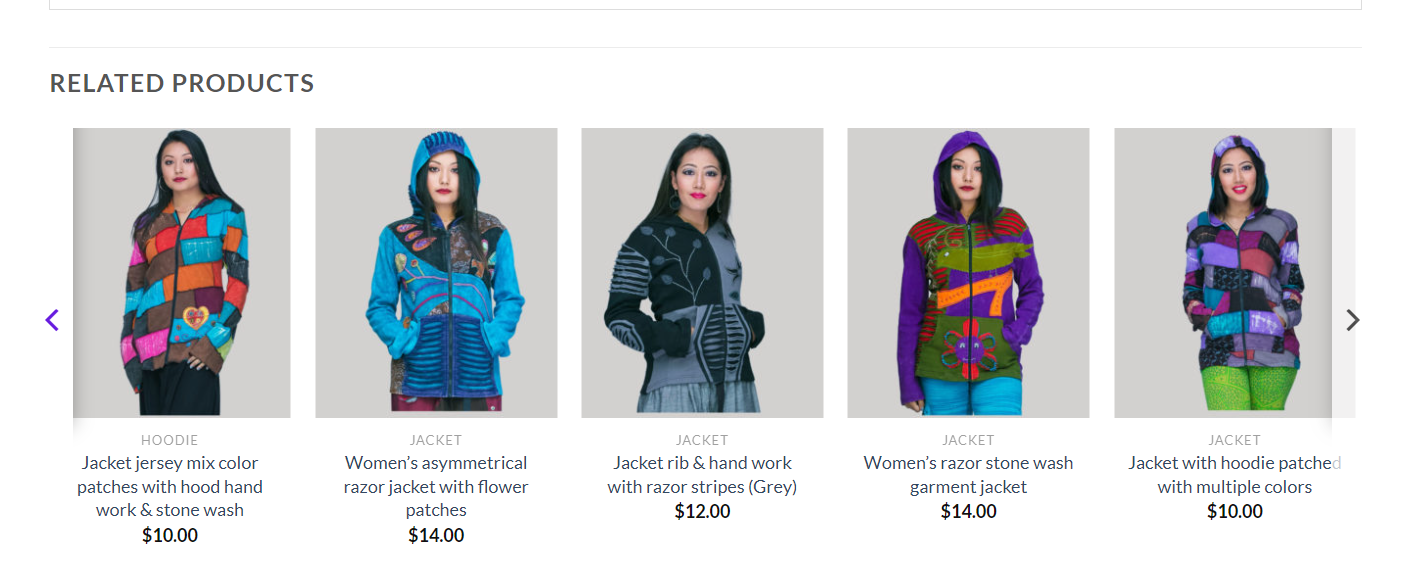 RELATED PRODUCTS
HOODIE
Jacket jersey mix color
patches with hood hand
work & stone wash
$10.00
JACKET
Women’s asymmetrical
razor jacket with flower
patches
$14.00
JACKET
Jacket rib & hand work
with razor stripes (Grey)
$12.00
JACKET
Women’s razor stone wash
garment jacket
$14.00
JACKET
Jacket with hoodie patched
with multiple colors
$10.00